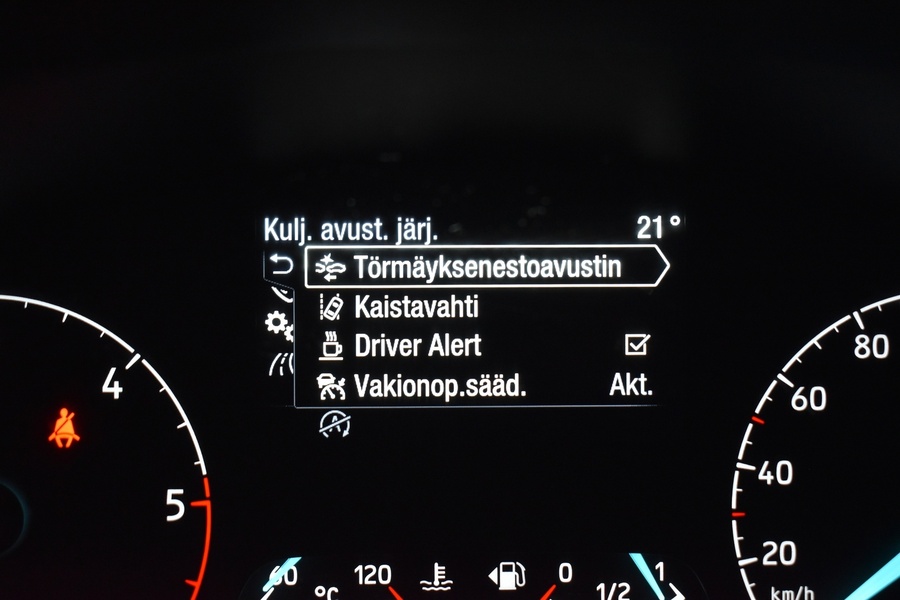 Kulj. avust. järj. 21°
Törmäyksenestoavustin
Kaistavahti
Driver Alert
Vakionop.sääd. Akt.
4
5
80
60
40
20
km/h
60 120 0 1/2 1
°C